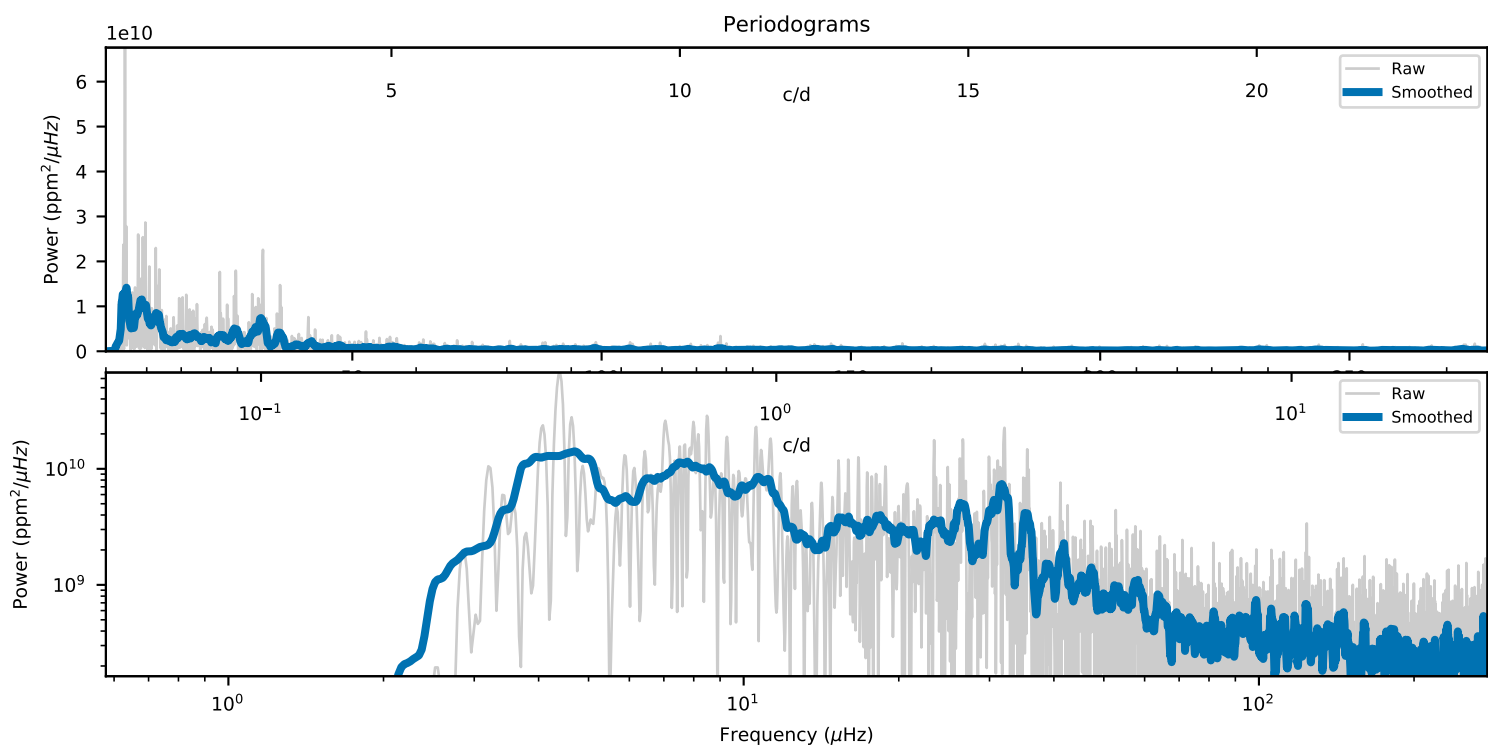 Periodograms
1e10
5 10 15 20
c/d
Raw
Smoothed
6
5
4
3
2
1
0
Power (ppm²/μHz)
10⁻¹ 10⁰ 10¹
c/d
Raw
Smoothed
10¹⁰
10⁹
Power (ppm²/μHz)
10⁰ 10¹ 10²
Frequency (μHz)